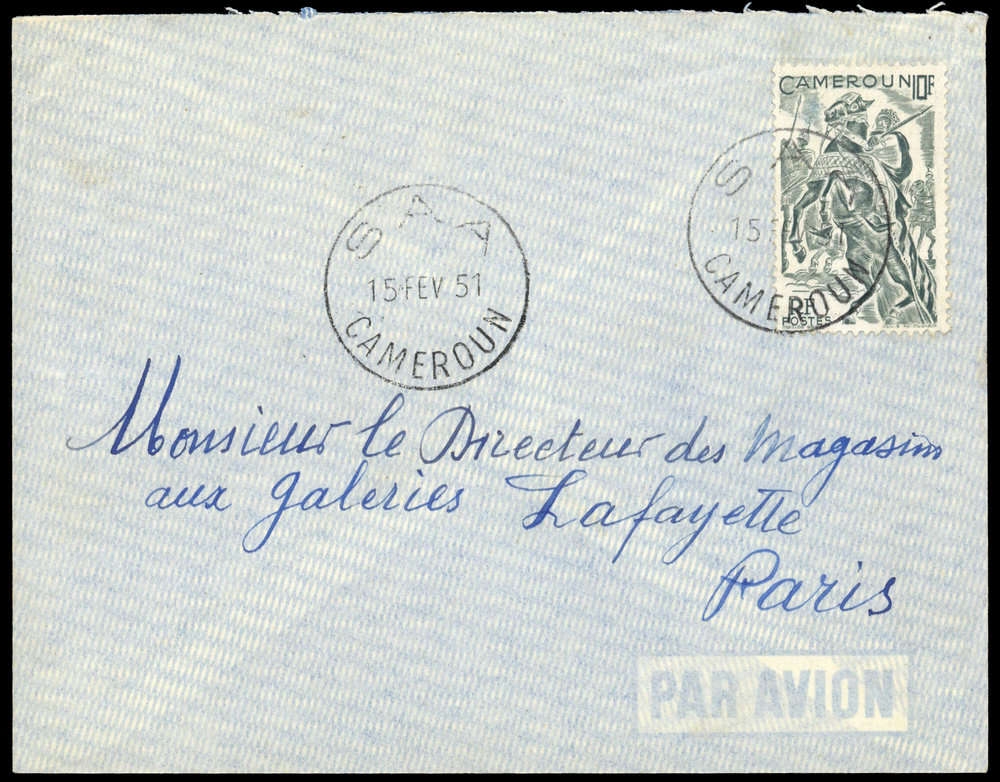 CAMEROUN 10F
RF
POSTES
SAA
15 FEV 51
CAMEROUN
SAA
15
CAMEROUN
Monsieur le Directeur des Magasins
aux Galeries Lafayette
Paris
PAR AVION